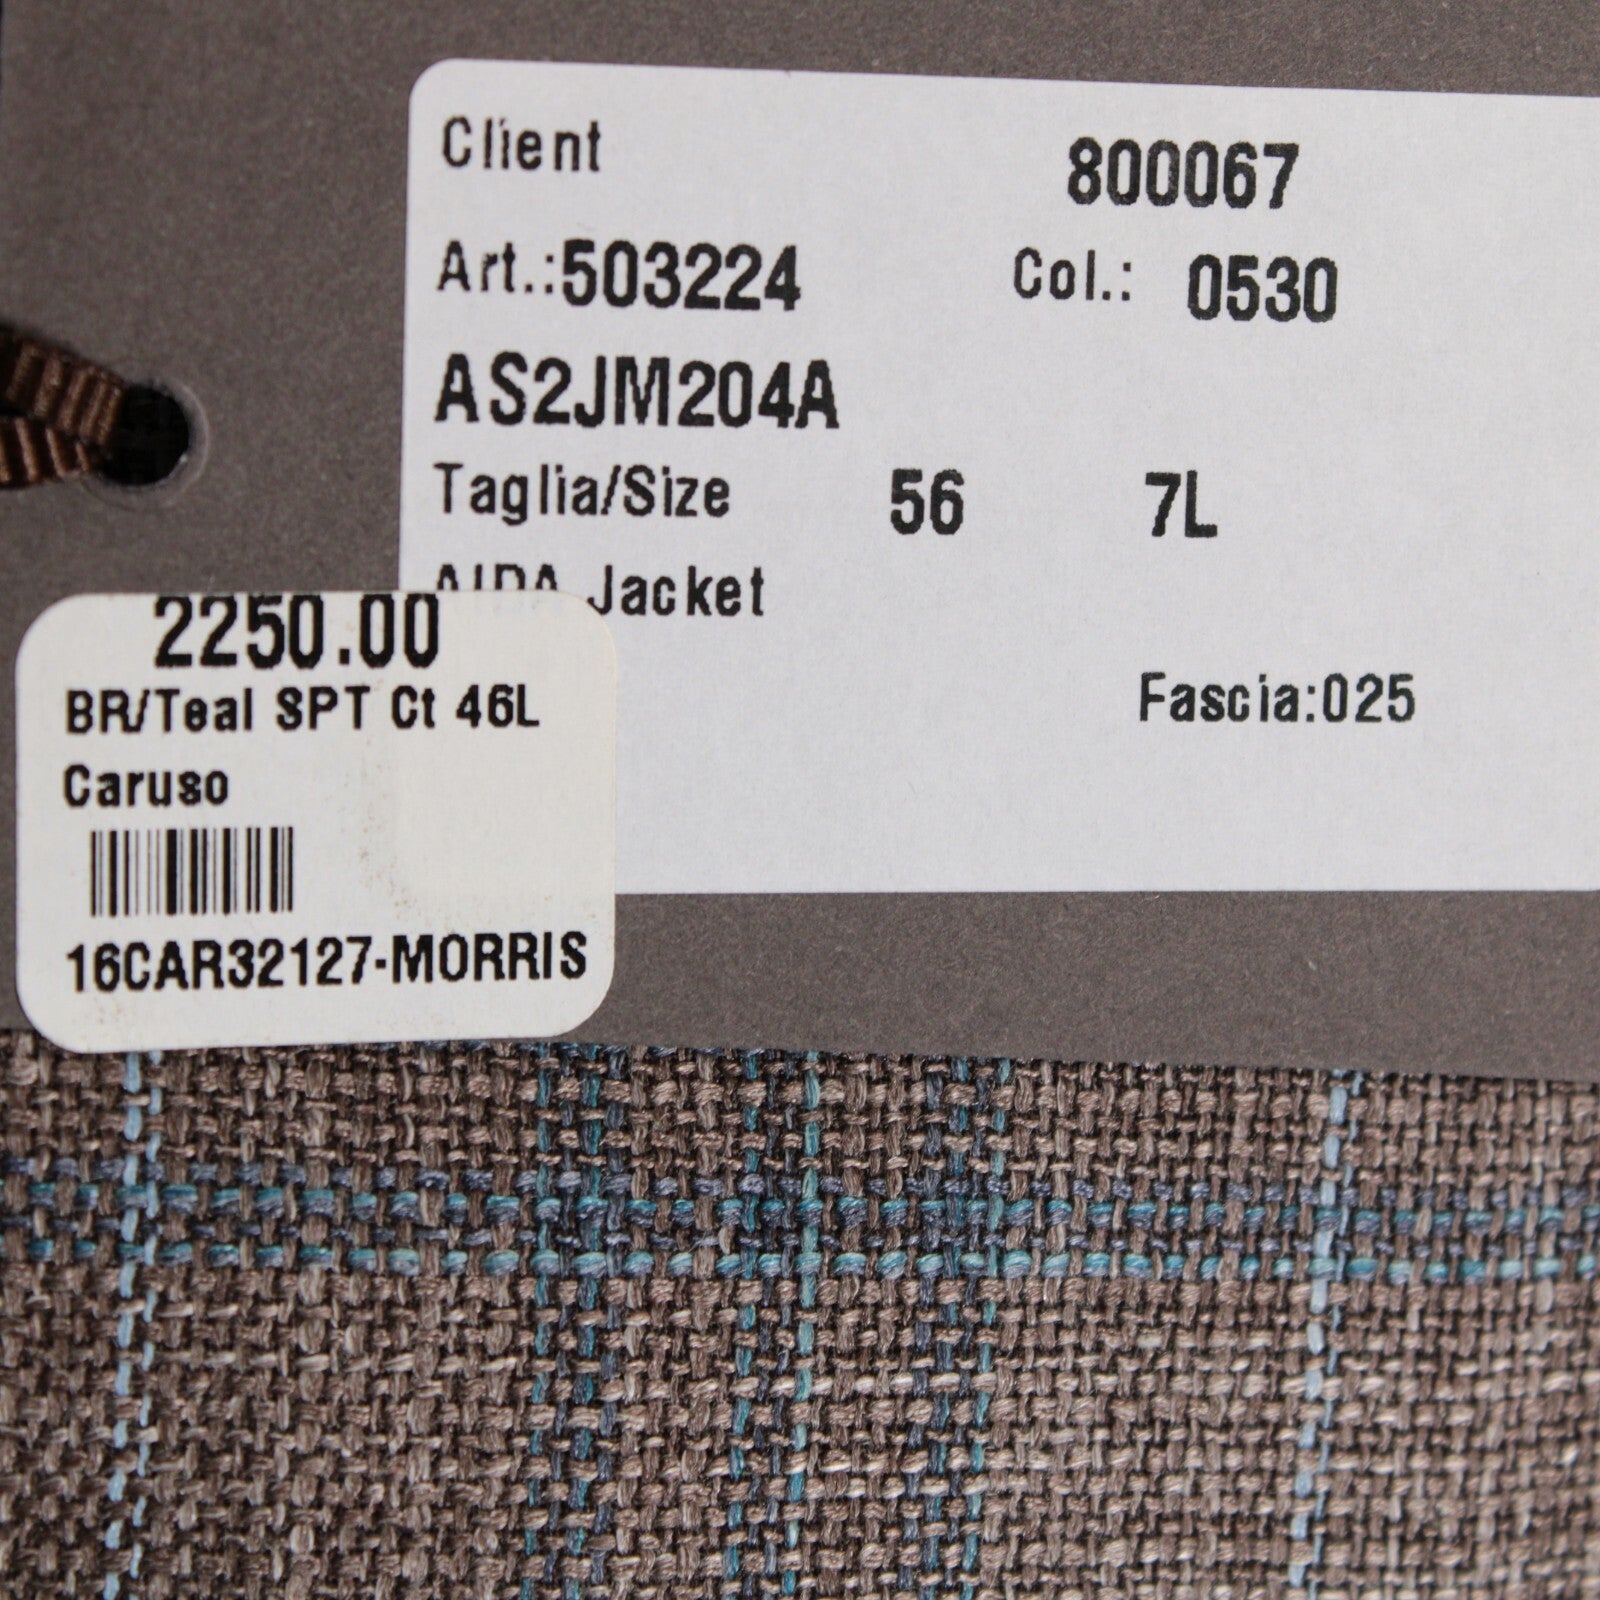 Client 800067
Art.:503224 Col.: 0530
AS2JM204A
Taglia/Size 56 7L
AIDA Jacket
Fascia:025
2250.00
BR/Teal SPT Ct 46L
Caruso
16CAR32127-MORRIS